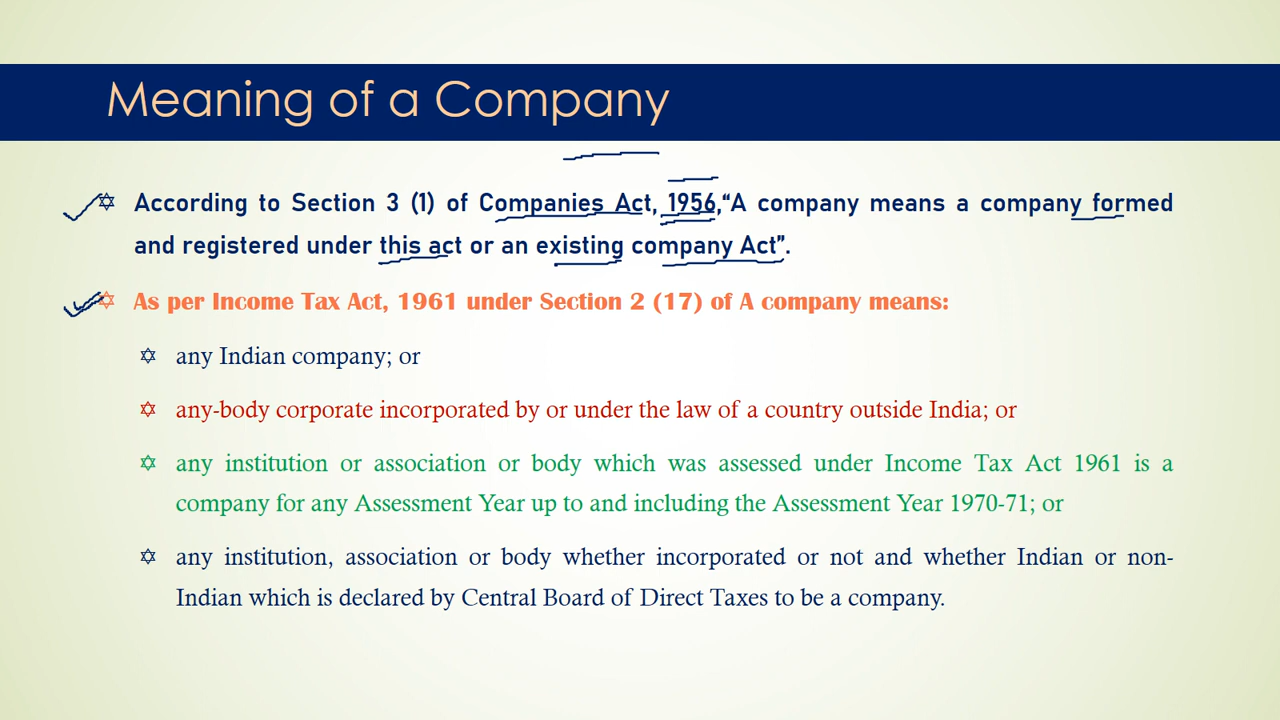 Meaning of a Company
According to Section 3 (1) of Companies Act, 1956,“A company means a company formed
and registered under this act or an existing company Act”.
As per Income Tax Act, 1961 under Section 2 (17) of A company means:
any Indian company; or
any-body corporate incorporated by or under the law of a country outside India; or
any institution or association or body which was assessed under Income Tax Act 1961 is a
company for any Assessment Year up to and including the Assessment Year 1970-71; or
any institution, association or body whether incorporated or not and whether Indian or non-
Indian which is declared by Central Board of Direct Taxes to be a company.